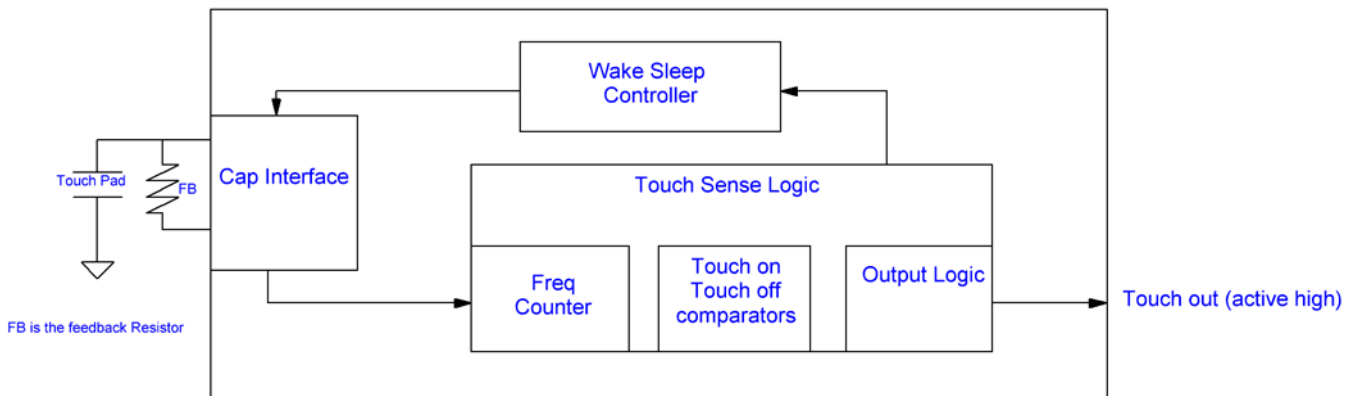 Wake Sleep
Controller
Touch Pad
FB
Cap Interface
Touch Sense Logic
Freq
Counter
Touch on
Touch off
comparators
Output Logic
Touch out (active high)
FB is the feedback Resistor